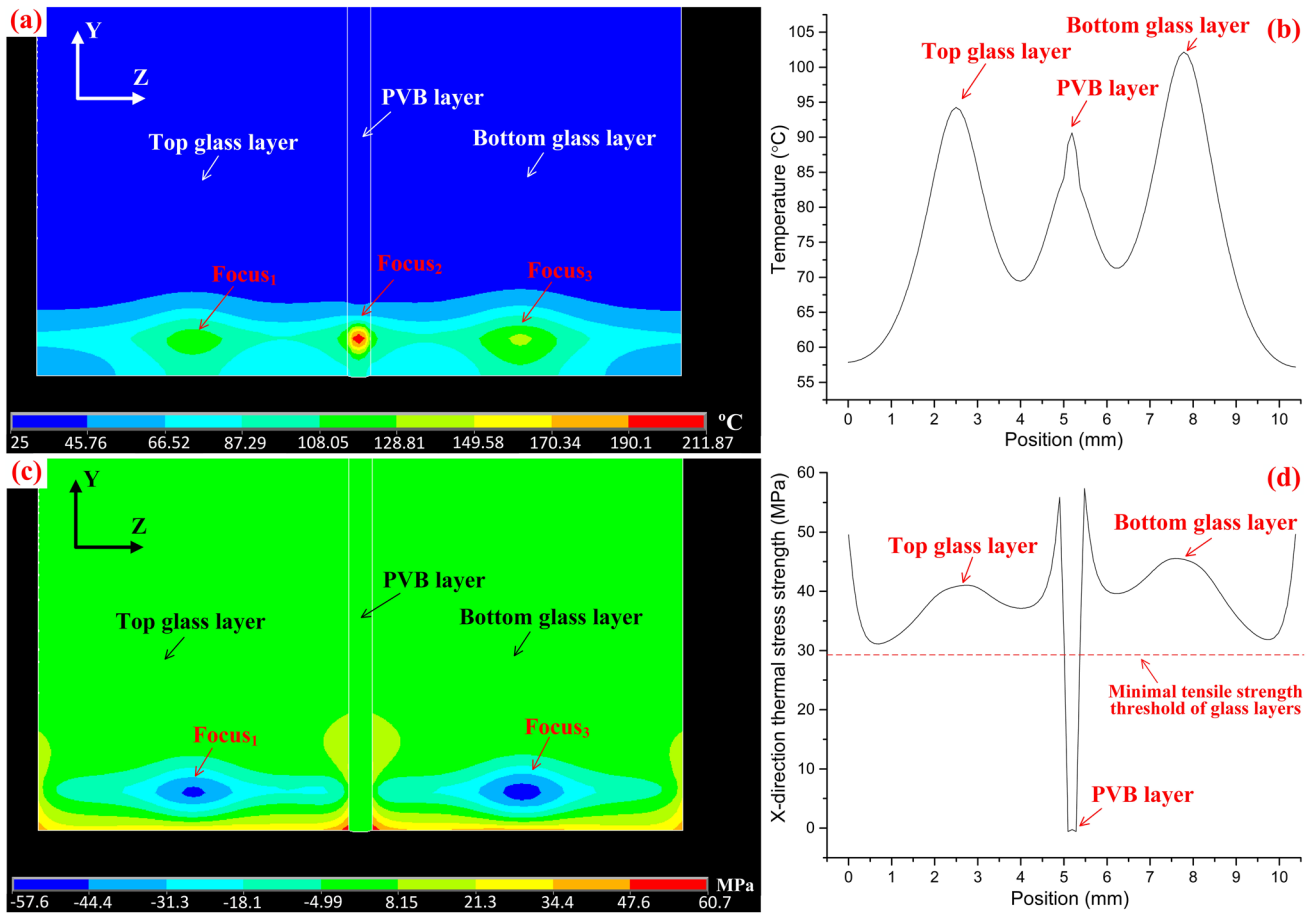 (a)
Y
Z
PVB layer
Top glass layer
Bottom glass layer
Focus1
Focus2
Focus3
°C
25 45.76 66.52 87.29 108.05 128.81 149.58 170.34 190.1 211.87
(b)
Bottom glass layer
Top glass layer
PVB layer
Temperature (°C)
105
100
95
90
85
80
75
70
65
60
55
0 1 2 3 4 5 6 7 8 9 10
Position (mm)
(c)
Y
Z
PVB layer
Top glass layer
Bottom glass layer
Focus1
Focus3
MPa
-57.6 -44.4 -31.3 -18.1 -4.99 8.15 21.3 34.4 47.6 60.7
(d)
Bottom glass layer
Top glass layer
Minimal tensile strength
threshold of glass layers
PVB layer
X-direction thermal stress strength (MPa)
60
50
40
30
20
10
0
0 1 2 3 4 5 6 7 8 9 10
Position (mm)